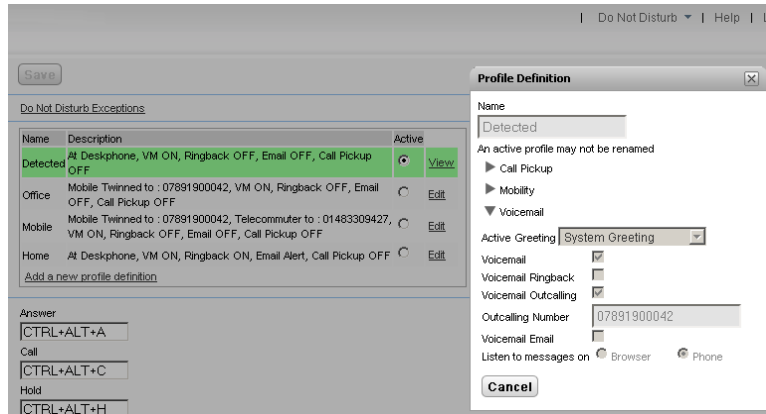 | Do Not Disturb | Help |
Save
Do Not Disturb Exceptions
Name Description Active
Detected At Deskphone, VM ON, Ringback OFF, Email OFF, Call Pickup OFF View
Office Mobile Twinned to : 07891900042, VM ON, Ringback OFF, Email OFF, Call Pickup OFF Edit
Mobile Mobile Twinned to : 07891900042, Telecommuter to : 01483309427, VM ON, Ringback OFF, Email OFF, Call Pickup OFF Edit
Home At Deskphone, VM ON, Ringback ON, Email Alert, Call Pickup OFF Edit
Add a new profile definition
Answer
CTRL+ALT+A
Call
CTRL+ALT+C
Hold
CTRL+ALT+H
Profile Definition
Name
Detected
An active profile may not be renamed
Call Pickup
Mobility
Voicemail
Active Greeting System Greeting
Voicemail
Voicemail Ringback
Voicemail Outcalling
Outcalling Number 07891900042
Voicemail Email
Listen to messages on Browser Phone
Cancel